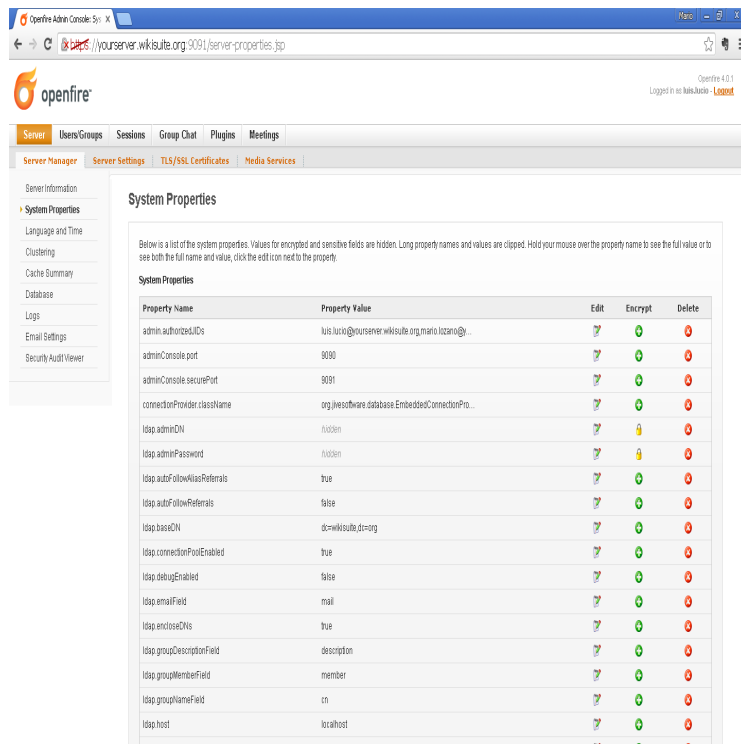 Openfire Admin Console: Sys
Mario
https://yourserver.wikisuite.org:9091/server-properties.jsp
openfire
Openfire 4.0.1
Logged in as luis.lucio - Logout
Server Users/Groups Sessions Group Chat Plugins Meetings
Server Manager Server Settings TLS/SSL Certificates Media Services
Server Information
System Properties
Language and Time
Clustering
Cache Summary
Database
Logs
Email Settings
Security Audit Viewer
System Properties
Below is a list of the system properties. Values for encrypted and sensitive fields are hidden. Long property names and values are clipped. Hold your mouse over the property name to see the full value or to
see both the full name and value, click the edit icon next to the property.
System Properties
Property Name Property Value Edit Encrypt Delete
admin.authorizedJIDs luis.lucio@yourserver.wikisuite.org,mario.lozano@y...
adminConsole.port 9090
adminConsole.securePort 9091
connectionProvider.className org.jivesoftware.database.EmbeddedConnectionPro...
ldap.adminDN hidden
ldap.adminPassword hidden
ldap.autoFollowAliasReferrals true
ldap.autoFollowReferrals false
ldap.baseDN dc=wikisuite,dc=org
ldap.connectionPoolEnabled true
ldap.debugEnabled false
ldap.emailField mail
ldap.encloseDNs true
ldap.groupDescriptionField description
ldap.groupMemberField member
ldap.groupNameField cn
ldap.host localhost